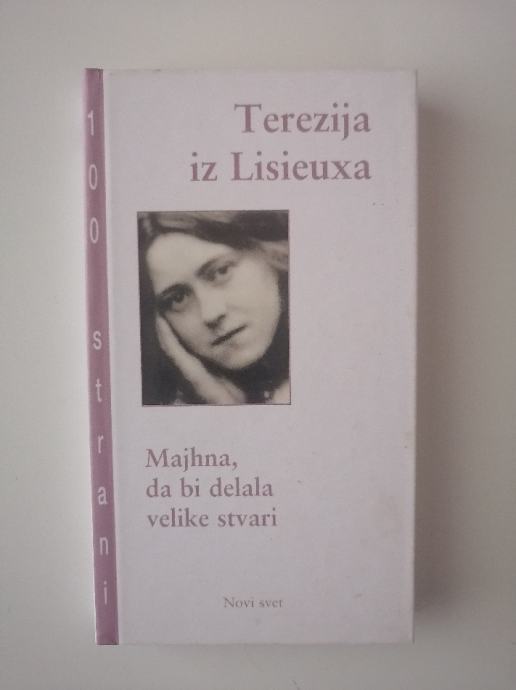 Terezija
iz Lisieuxa
Majhna,
da bi delala
velike stvari
Novi svet
100 strani